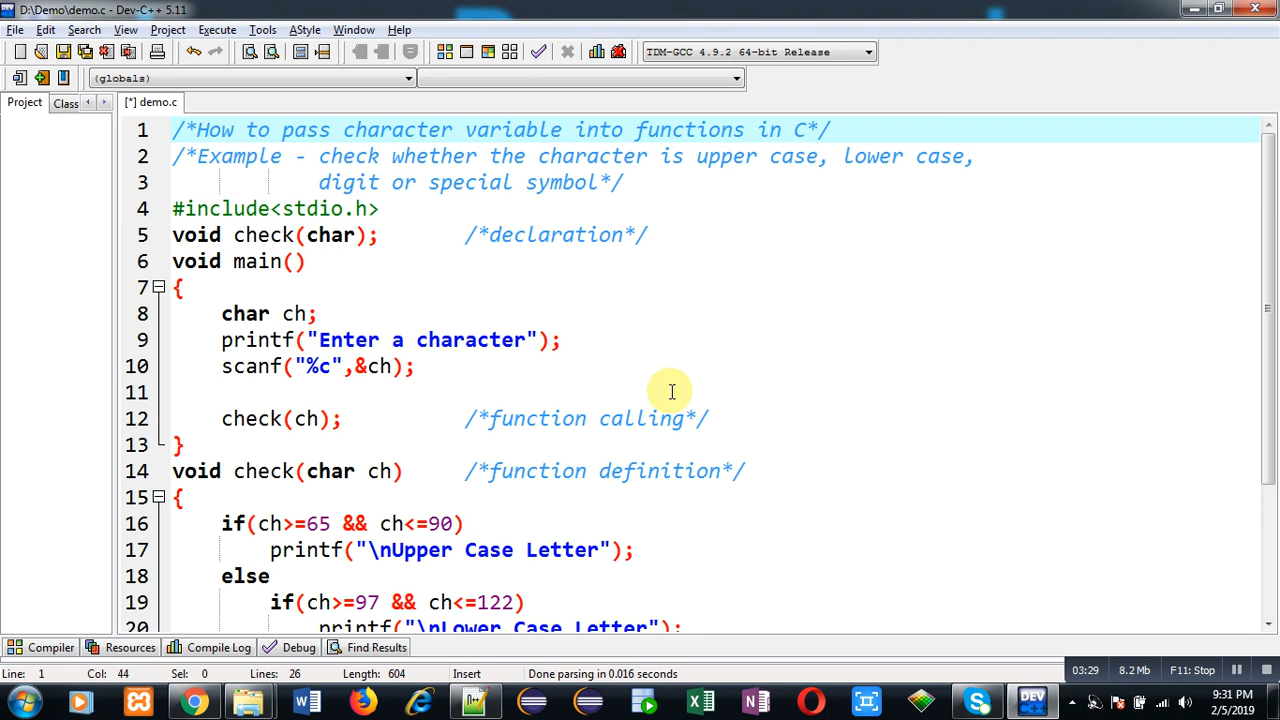 D:\Demo\demo.c - Dev-C++ 5.11
File Edit Search View Project Execute Tools AStyle Window Help
TDM-GCC 4.9.2 64-bit Release
(globals)
Project Class [*] demo.c
1 /*How to pass character variable into functions in C*/
2 /*Example - check whether the character is upper case, lower case,
3 digit or special symbol*/
4 #include<stdio.h>
5 void check(char); /*declaration*/
6 void main()
7 {
8 char ch;
9 printf("Enter a character");
10 scanf("%c",&ch);
11
12 check(ch); /*function calling*/
13 }
14 void check(char ch) /*function definition*/
15 {
16 if(ch>=65 && ch<=90)
17 printf("\nUpper Case Letter");
18 else
19 if(ch>=97 && ch<=122)
20 printf("\nLower Case Letter");
Compiler Resources Compile Log Debug Find Results
Line: 1 Col: 44 Sel: 0 Lines: 26 Length: 604 Insert Done parsing in 0.016 seconds 03:29 8.2 Mb F11: Stop
9:31 PM
2/5/2019